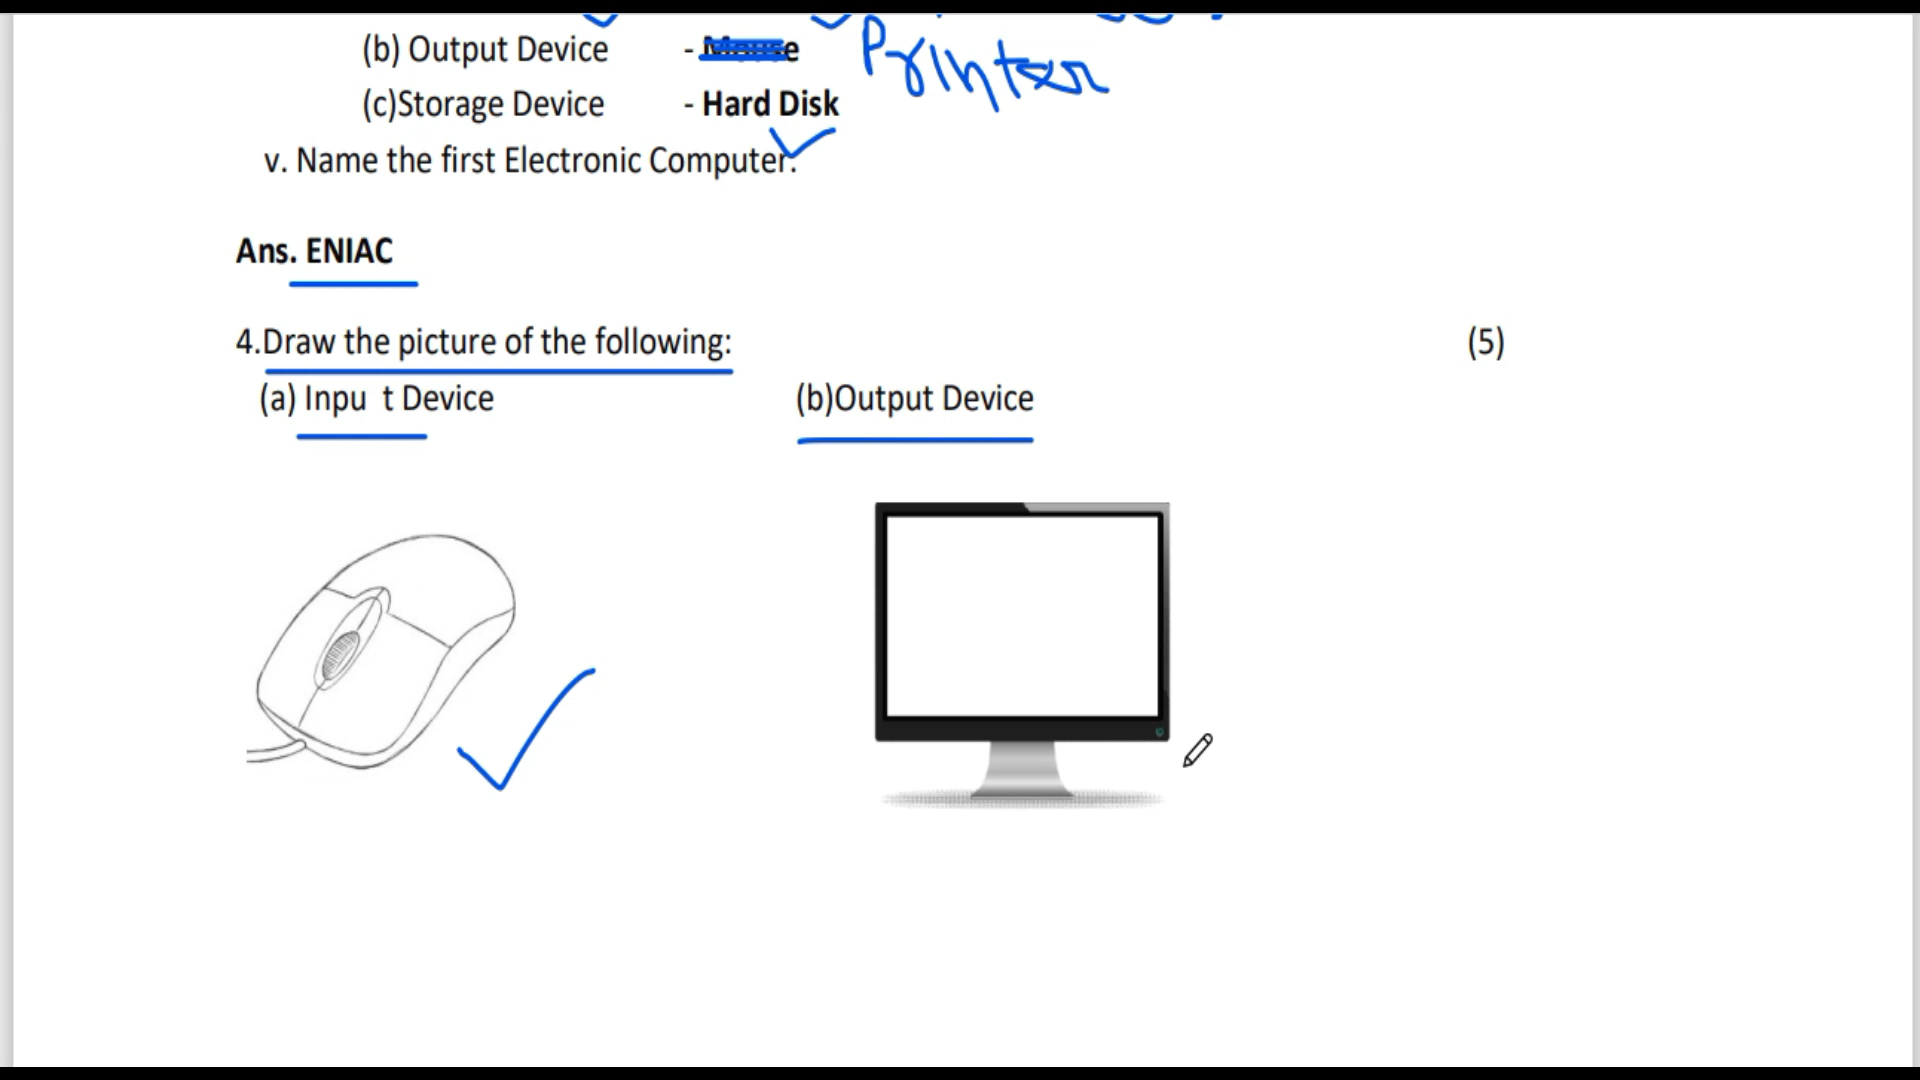 (b) Output Device - Mouse Printer
(c)Storage Device - Hard Disk
v. Name the first Electronic Computer.
Ans. ENIAC
4.Draw the picture of the following: (5)
(a) Inpu t Device (b)Output Device